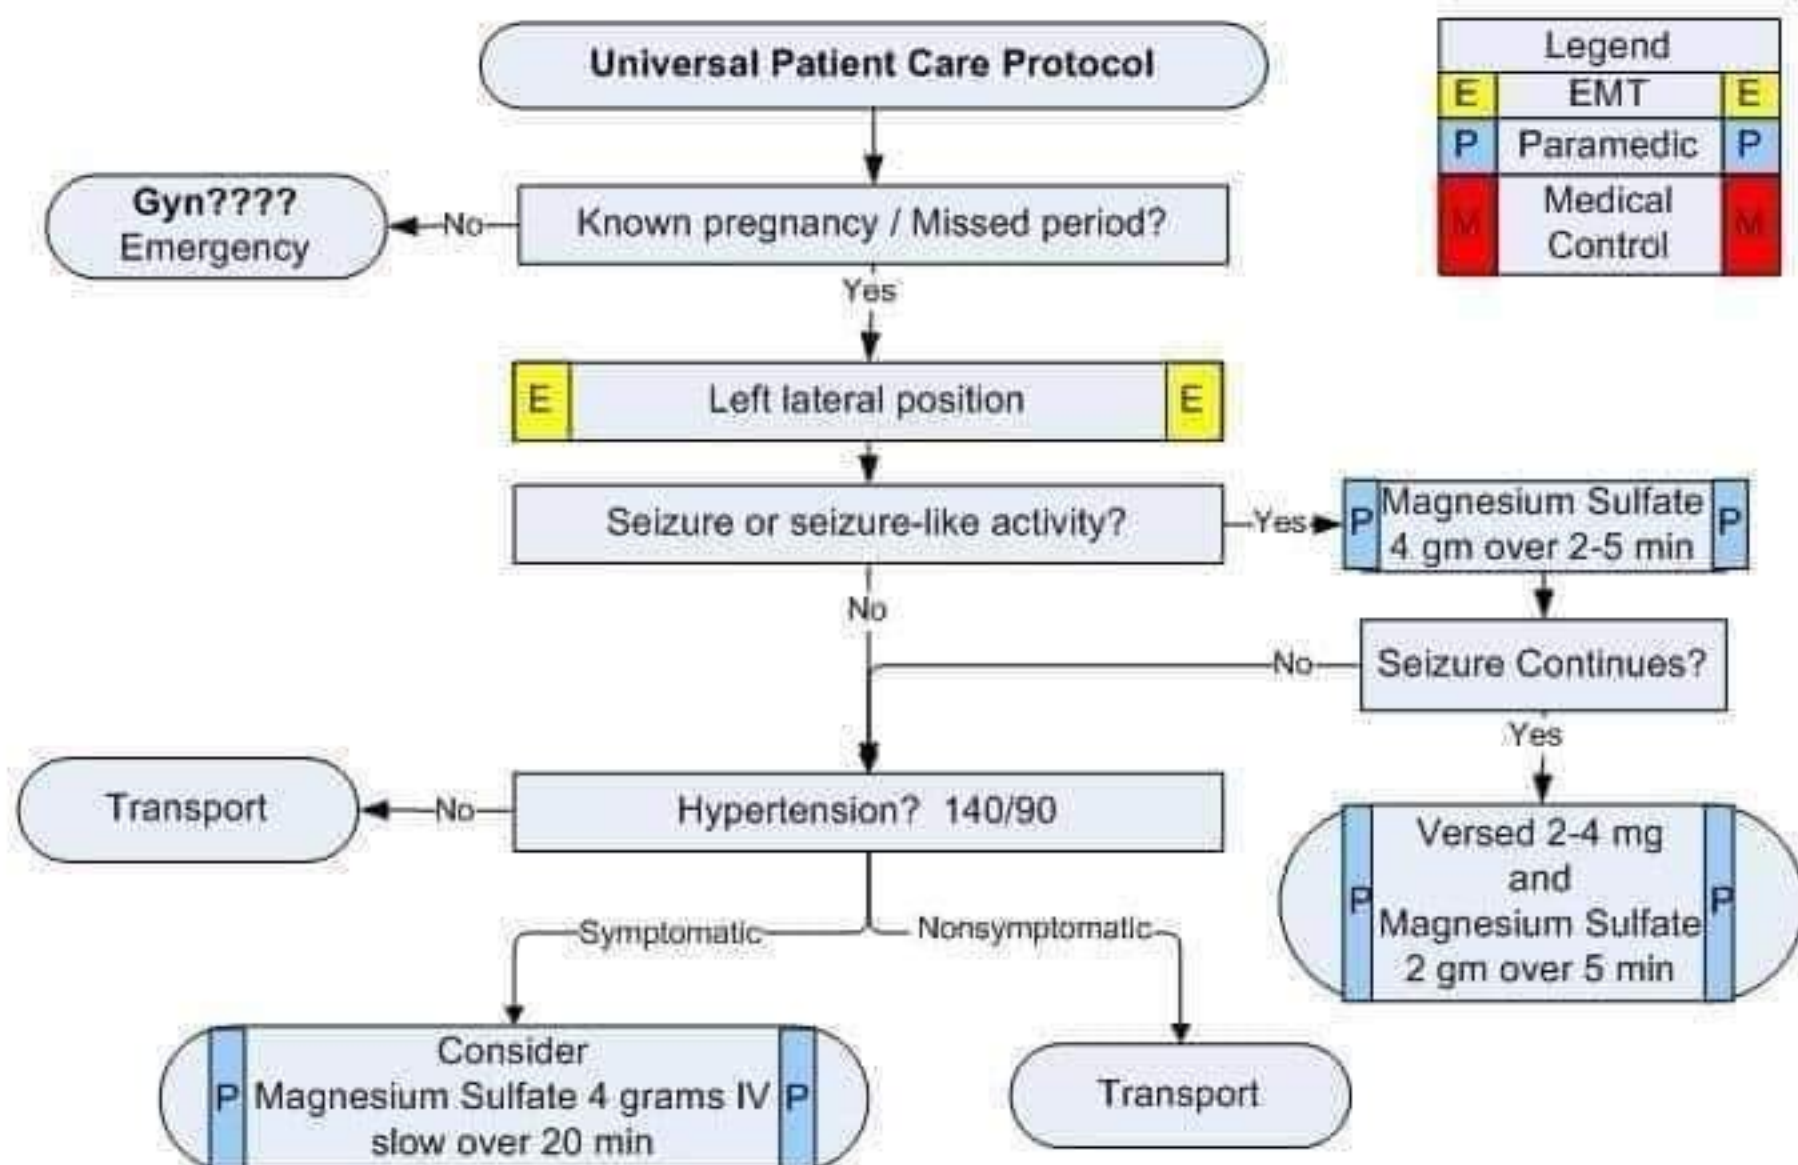 Universal Patient Care Protocol
Legend
E EMT E
P Paramedic P
M Medical M
Control
Gyn????
Emergency
No
Known pregnancy / Missed period?
Yes
E Left lateral position E
Seizure or seizure-like activity?
Yes
P Magnesium Sulfate P
4 gm over 2-5 min
No
No
Seizure Continues?
Yes
Transport
No
Hypertension? 140/90
P Versed 2-4 mg P
and
Magnesium Sulfate
2 gm over 5 min
Symptomatic
Nonsymptomatic
Consider
P Magnesium Sulfate 4 grams IV P
slow over 20 min
Transport